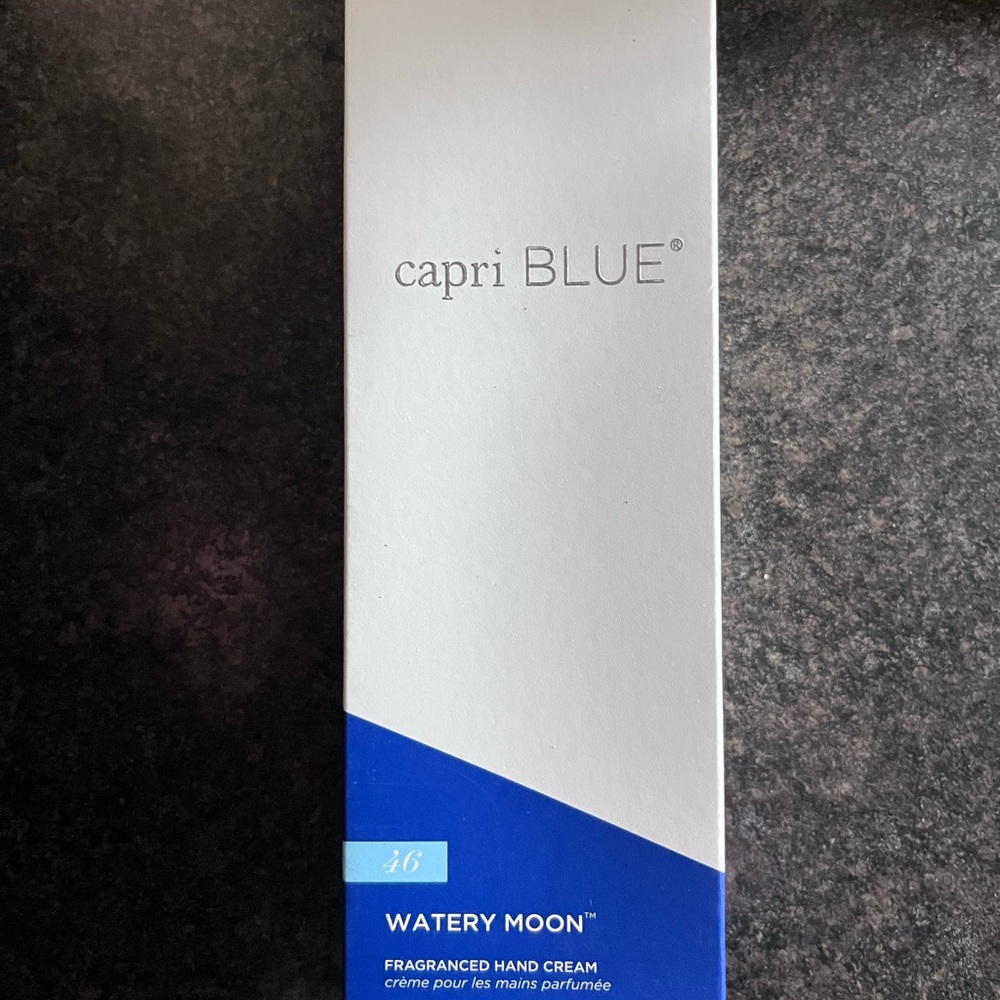 capri BLUE®
46
WATERY MOON™
FRAGRANCED HAND CREAM
crème pour les mains parfumée